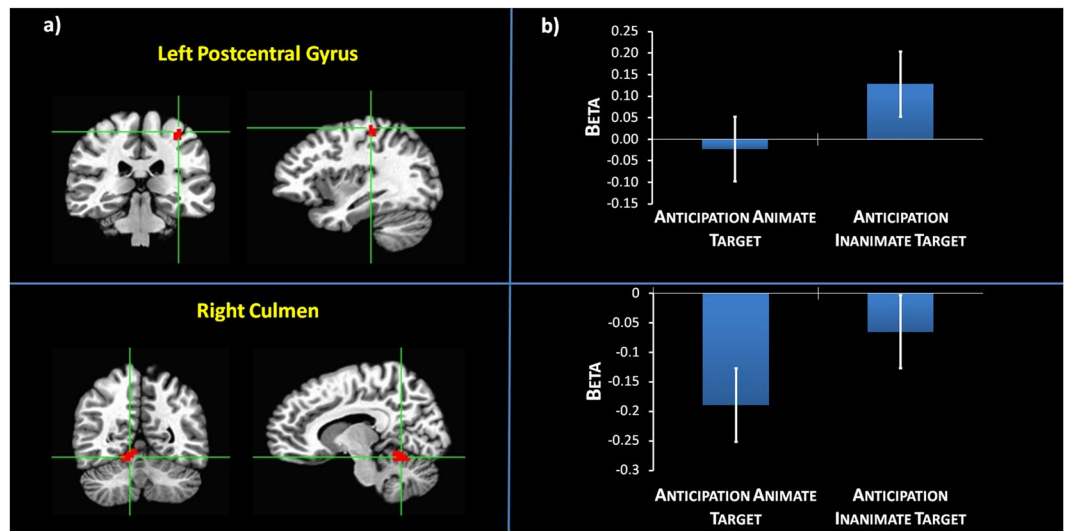 a)
Left Postcentral Gyrus
b)
0.25
0.20
0.15
0.10
0.05
0.00
-0.05
-0.10
-0.15
BETA
ANTICIPATION ANIMATE
TARGET
ANTICIPATION
INANIMATE TARGET
Right Culmen
0
-0.05
-0.1
-0.15
-0.2
-0.25
-0.3
BETA
ANTICIPATION ANIMATE
TARGET
ANTICIPATION
INANIMATE TARGET